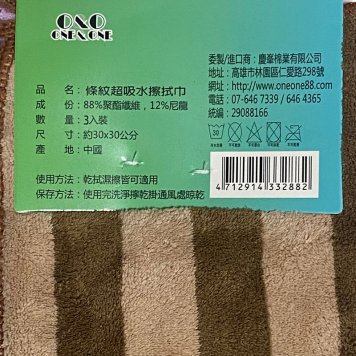 ONO
ONE & ONE
品　名：條紋超吸水擦拭巾
成　份：88%聚酯纖維，12%尼龍
數　量：3入裝
尺　寸：約30x30公分
產　地：中國
使用方法：乾拭濕擦皆可適用
保存方法：使用完洗淨擰乾掛通風處晾乾
委製/進口商：慶峯棉業有限公司
地址：高雄市林園區仁愛路298號
網址：http://www.oneone88.com
電話：07-646 7339 / 646 4365
統編：29088166
30
4 712914 332882